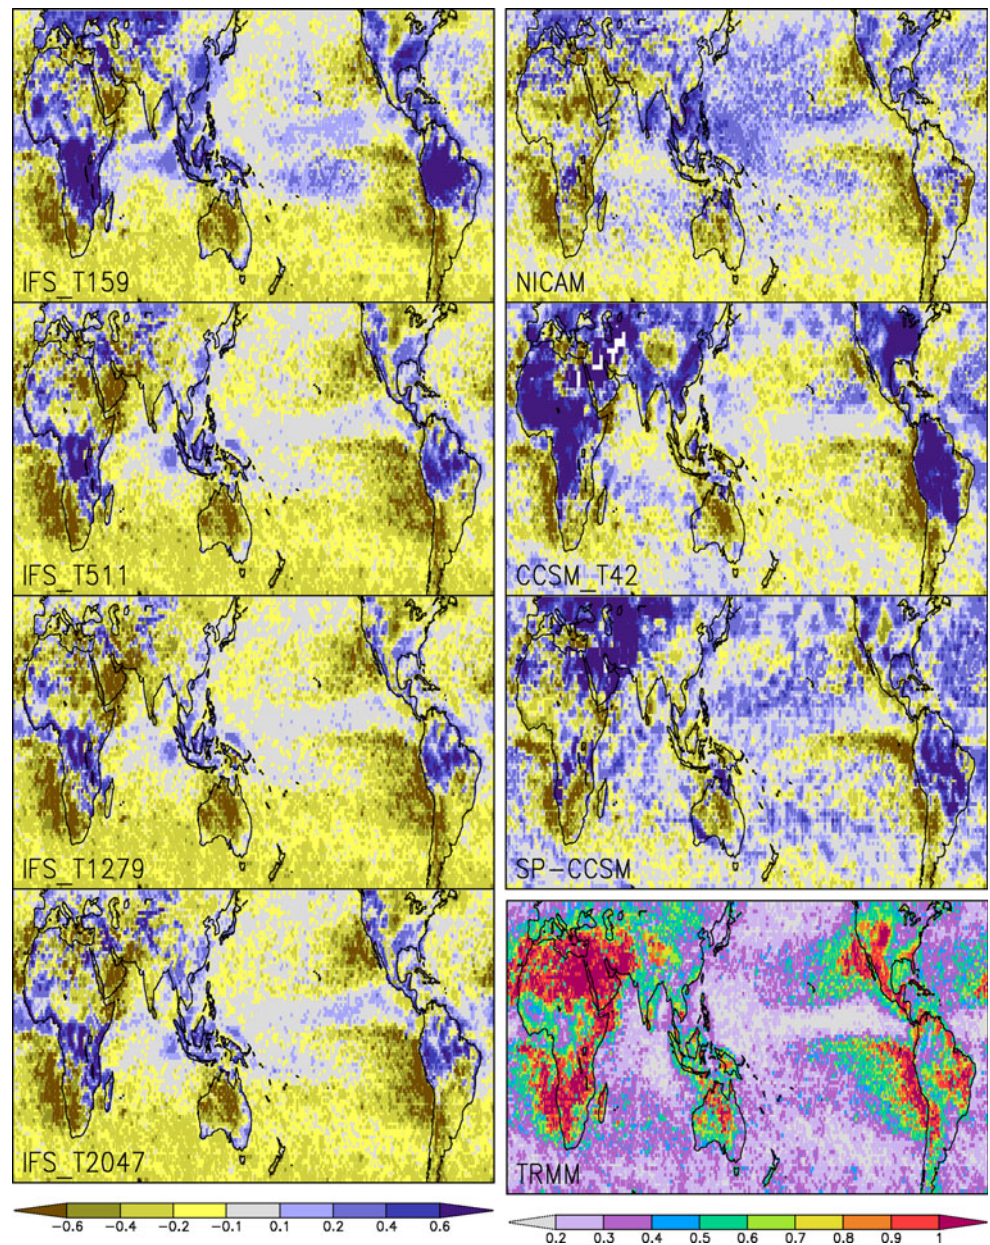 IFS_T159
NICAM
IFS_T511
CCSM_T42
IFS_T1279
SP-CCSM
IFS_T2047
TRMM
-0.6 -0.4 -0.2 -0.1 0.1 0.2 0.4 0.6
0.2 0.3 0.4 0.5 0.6 0.7 0.8 0.9 1